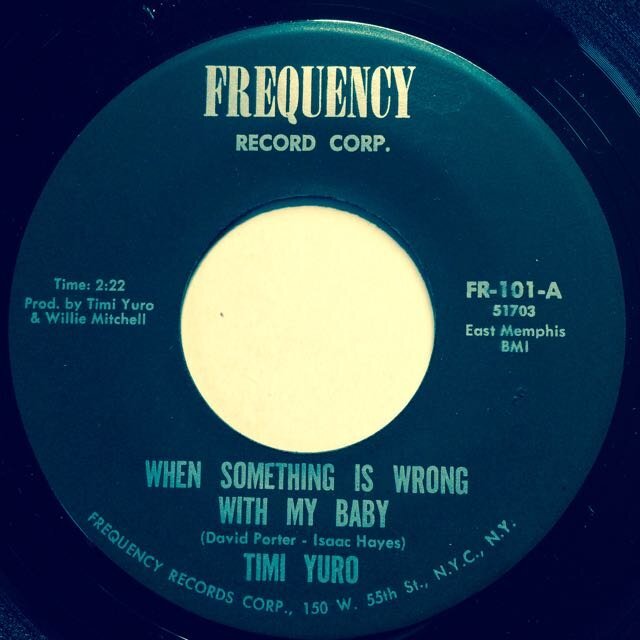 FREQUENCY
RECORD CORP.
Time: 2:22
Prod. by Timi Yuro
& Willie Mitchell
FR-101-A
51703
East Memphis
BMI
WHEN SOMETHING IS WRONG
WITH MY BABY
(David Porter - Isaac Hayes)
TIMI YURO
FREQUENCY RECORDS CORP., 150 W. 55th St., N.Y.C., N.Y.